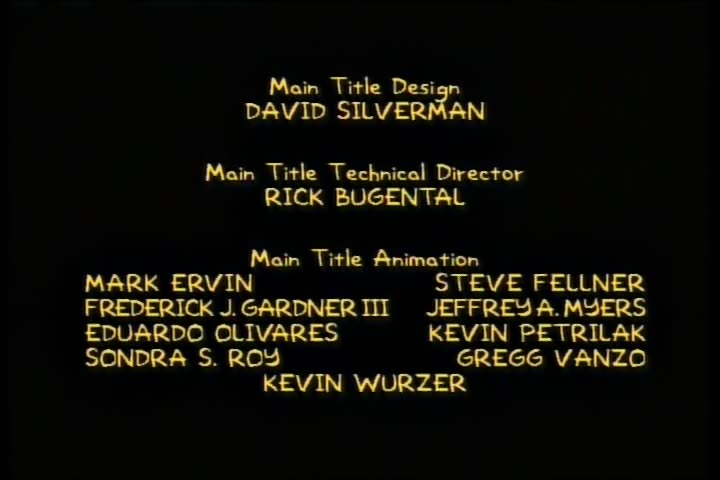 Main Title Design
DAVID SILVERMAN
Main Title Technical Director
RICK BUGENTAL
Main Title Animation
MARK ERVIN STEVE FELLNER
FREDERICK J. GARDNER III JEFFREY A. MYERS
EDUARDO OLIVARES KEVIN PETRILAK
SONDRA S. ROY GREGG VANZO
KEVIN WURZER